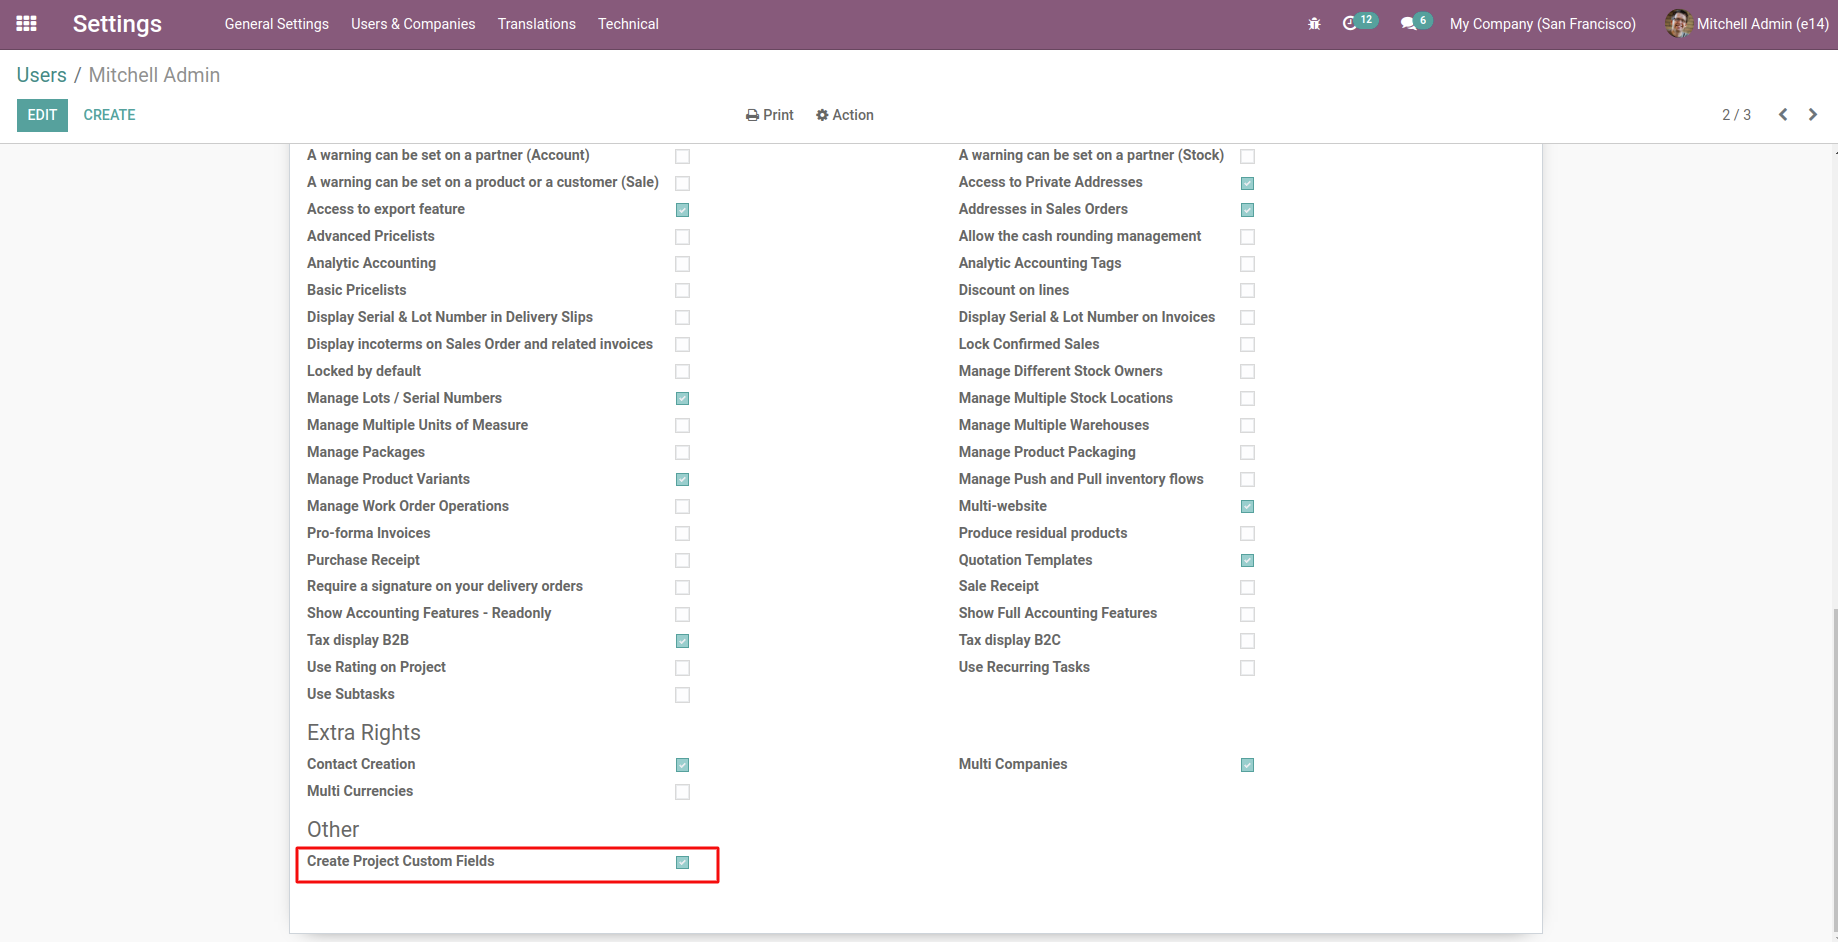 Settings General Settings Users & Companies Translations Technical 12 6 My Company (San Francisco) Mitchell Admin (e14)
Users / Mitchell Admin
EDIT CREATE Print Action 2 / 3
A warning can be set on a partner (Account) A warning can be set on a partner (Stock)
A warning can be set on a product or a customer (Sale) Access to Private Addresses
Access to export feature Addresses in Sales Orders
Advanced Pricelists Allow the cash rounding management
Analytic Accounting Analytic Accounting Tags
Basic Pricelists Discount on lines
Display Serial & Lot Number in Delivery Slips Display Serial & Lot Number on Invoices
Display incoterms on Sales Order and related invoices Lock Confirmed Sales
Locked by default Manage Different Stock Owners
Manage Lots / Serial Numbers Manage Multiple Stock Locations
Manage Multiple Units of Measure Manage Multiple Warehouses
Manage Packages Manage Product Packaging
Manage Product Variants Manage Push and Pull inventory flows
Manage Work Order Operations Multi-website
Pro-forma Invoices Produce residual products
Purchase Receipt Quotation Templates
Require a signature on your delivery orders Sale Receipt
Show Accounting Features - Readonly Show Full Accounting Features
Tax display B2B Tax display B2C
Use Rating on Project Use Recurring Tasks
Use Subtasks
Extra Rights
Contact Creation Multi Companies
Multi Currencies
Other
Create Project Custom Fields